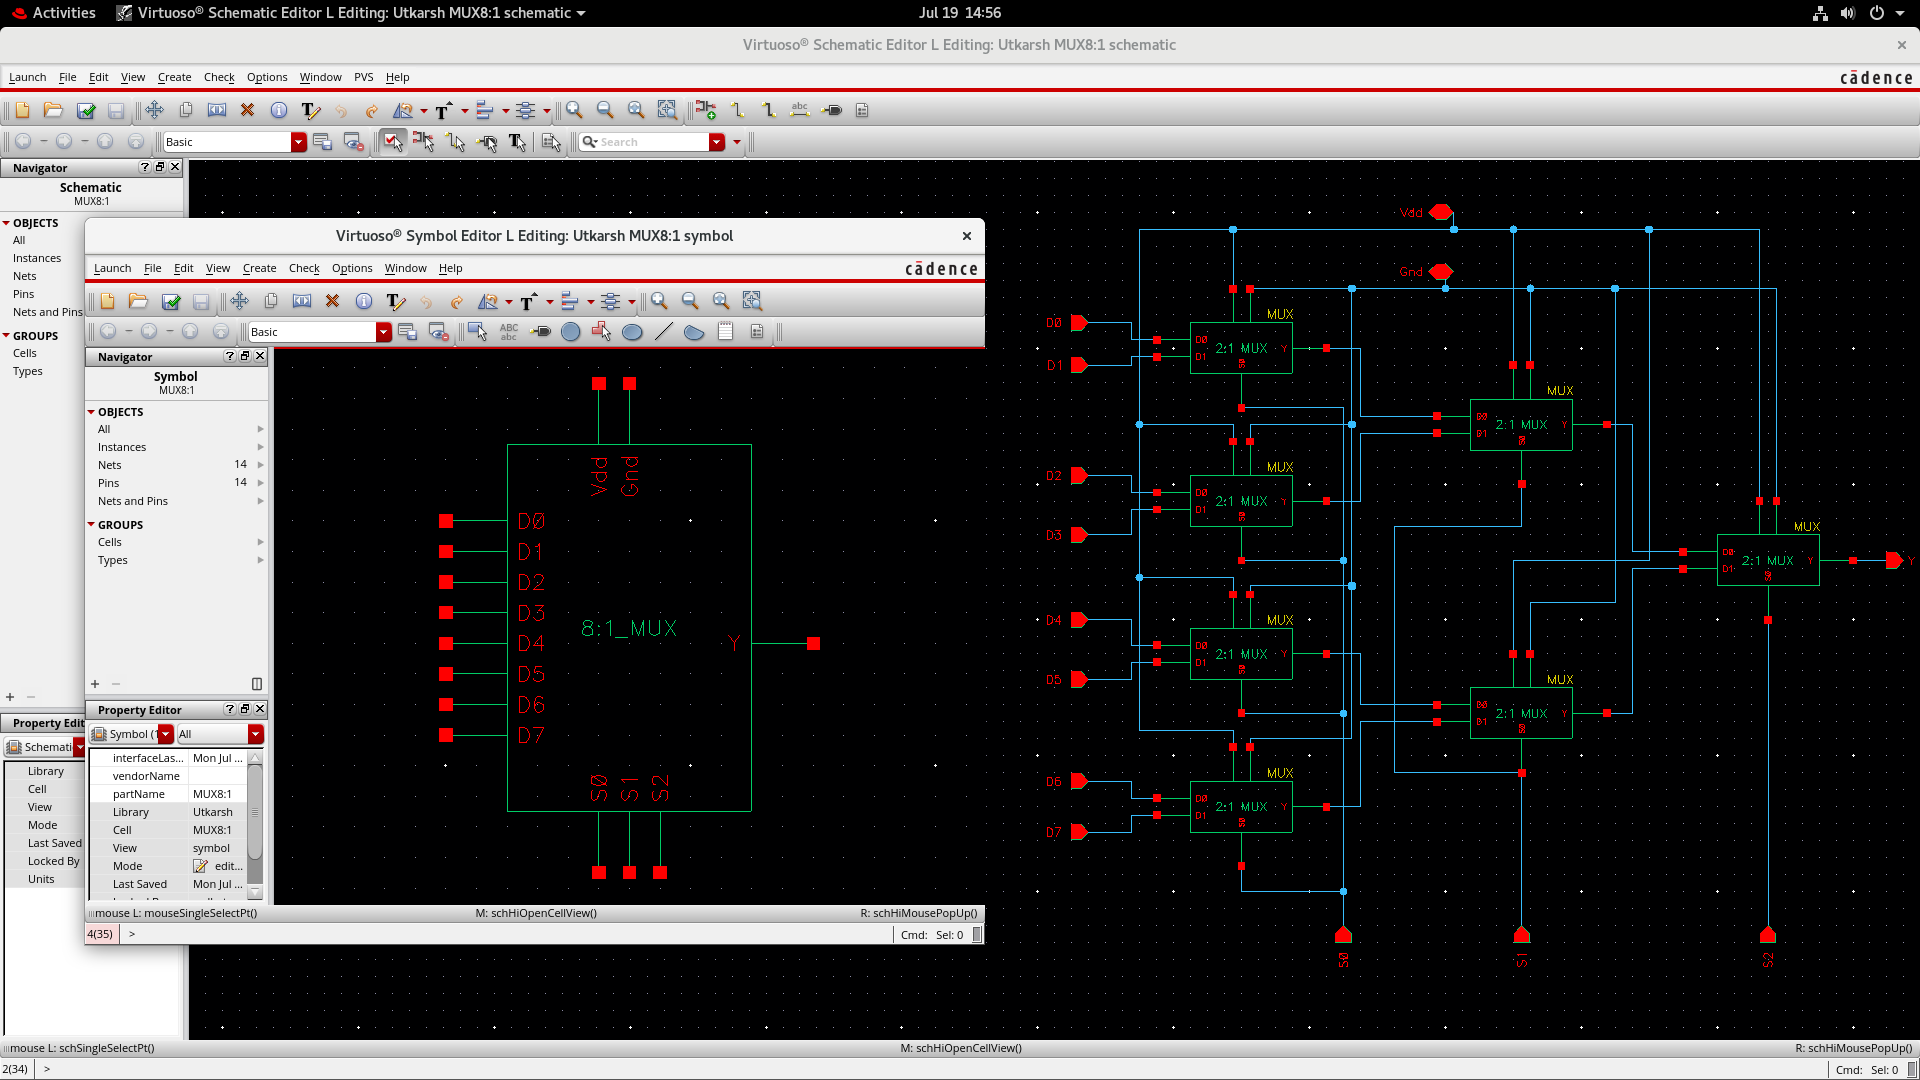 Activities Virtuoso® Schematic Editor L Editing: Utkarsh MUX8:1 schematic Jul 19 14:56
Virtuoso® Schematic Editor L Editing: Utkarsh MUX8:1 schematic ×
Launch File Edit View Create Check Options Window PVS Help cādence
Basic Search
Navigator
Schematic
MUX8:1
OBJECTS
All
Instances
Nets
Pins
Nets and Pins
GROUPS
Cells
Types
Property Edit
Schemati
Library
Cell
View
Mode
Last Saved
Locked By
Units
Virtuoso® Symbol Editor L Editing: Utkarsh MUX8:1 symbol ×
Launch File Edit View Create Check Options Window Help cādence
Basic
ABC
abc
Navigator
Symbol
MUX8:1
OBJECTS
All
Instances
Nets 14
Pins 14
Nets and Pins
GROUPS
Cells
Types
Property Editor
Symbol (1 All
interfaceLas... Mon Jul ...
vendorName
partName MUX8:1
Library Utkarsh
Cell MUX8:1
View symbol
Mode edit...
Last Saved Mon Jul ...
Vdd Gnd
D0
D1
D2
D3
D4
D5
D6
D7
8:1_MUX
Y
S0 S1 S2
mouse L: mouseSingleSelectPt() M: schHiOpenCellView() R: schHiMousePopUp()
4(35) > Cmd: Sel: 0
Vdd
Gnd
D0
D1
D2
D3
D4
D5
D6
D7
MUX
D0
D1
2:1 MUX Y
S0
MUX
D0
D1
2:1 MUX Y
S0
MUX
D0
D1
2:1 MUX Y
S0
MUX
D0
D1
2:1 MUX Y
S0
MUX
D0
D1
2:1 MUX Y
S0
MUX
D0
D1
2:1 MUX Y
S0
MUX
D0
D1
2:1 MUX Y
S0
Y
S0 S1 S2
mouse L: schSingleSelectPt() M: schHiOpenCellView() R: schHiMousePopUp()
2(34) > Cmd: Sel: 0